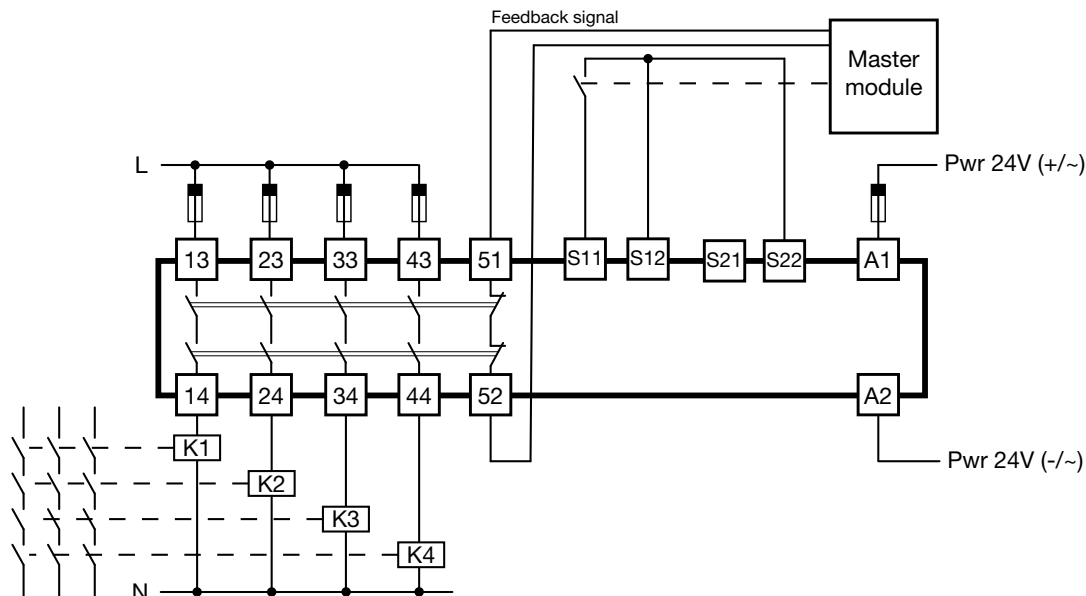 Feedback signal
Master
module
L
Pwr 24V (+/~)
13 23 33 43 51 S11 S12 S21 S22 A1
14 24 34 44 52 A2
K1
K2
Pwr 24V (-/~)
K3
K4
N